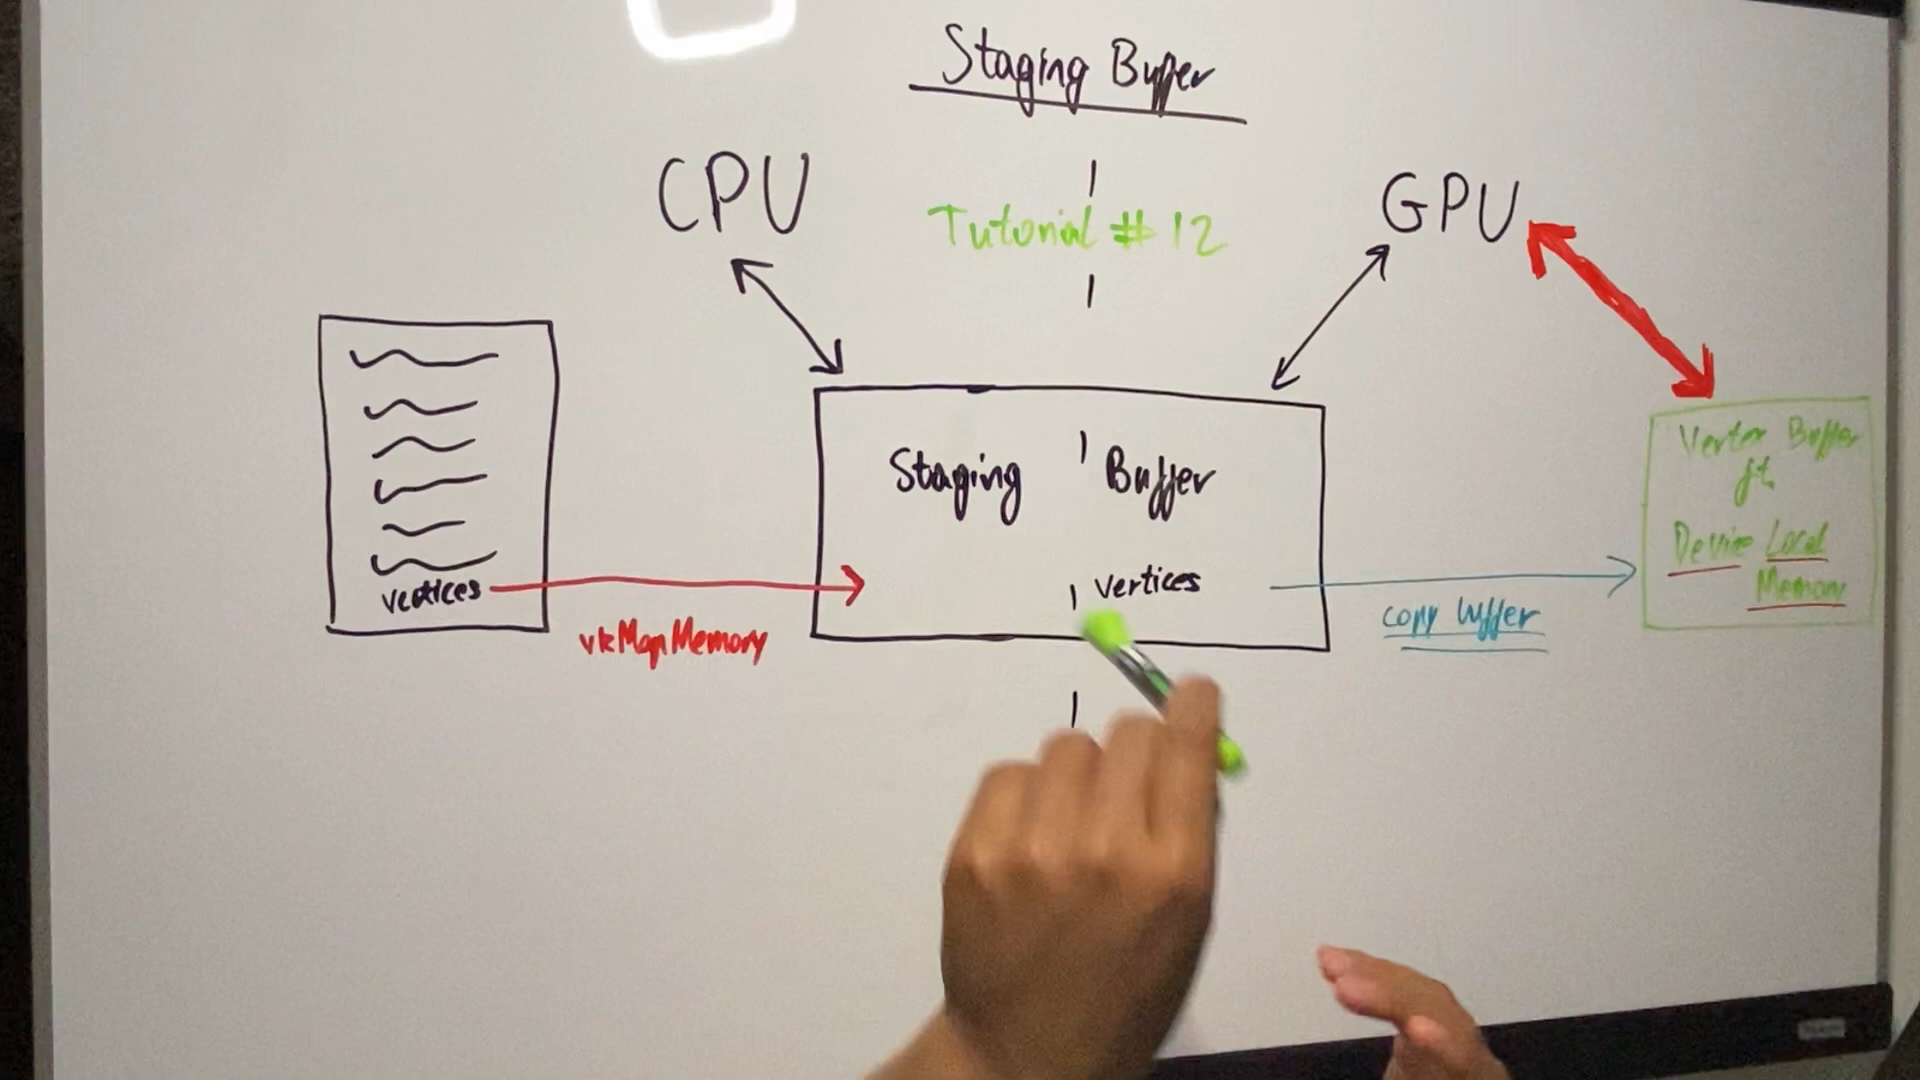 Staging Buffer
CPU
Tutorial # 12
GPU
Staging Buffer
vertices
vertices
vkMapMemory
copy buffer
Vertex Buffer
ft.
Device Local
Memory